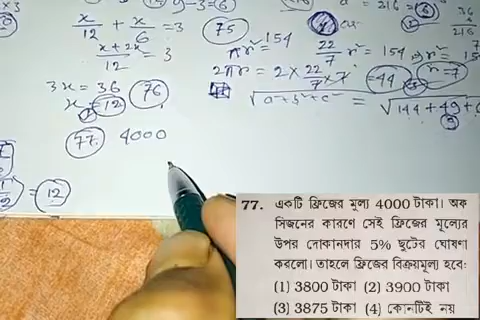 x/12 + x/6 = 3
x + 2x/12 = 3
3x = 36
x = 12
75
πr² = 154
22/7 r² = 154
2πr = 2 × 22/7 × 7 = 44
r = 7
76
= √144 + 49 +
77. 4000
= 12
77. একটি ফ্রিজের মূল্য 4000 টাকা। অফ
সিজনের কারণে সেই ফ্রিজের মূল্যের
উপর দোকানদার 5% ছুটের ঘোষণা
করলো। তাহলে ফ্রিজের বিক্রয়মূল্য হবে:
(1) 3800 টাকা (2) 3900 টাকা
(3) 3875 টাকা (4) কোনটিই নয়